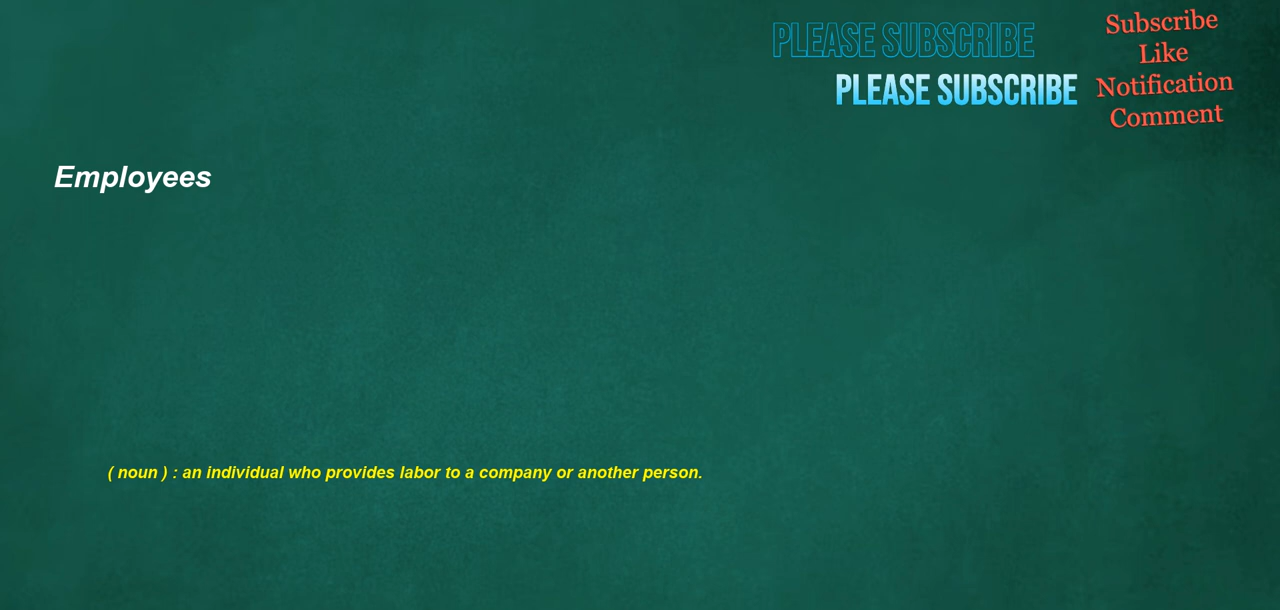 PLEASE SUBSCRIBE
PLEASE SUBSCRIBE
Subscribe
Like
Notification
Comment
Employees
( noun ) : an individual who provides labor to a company or another person.